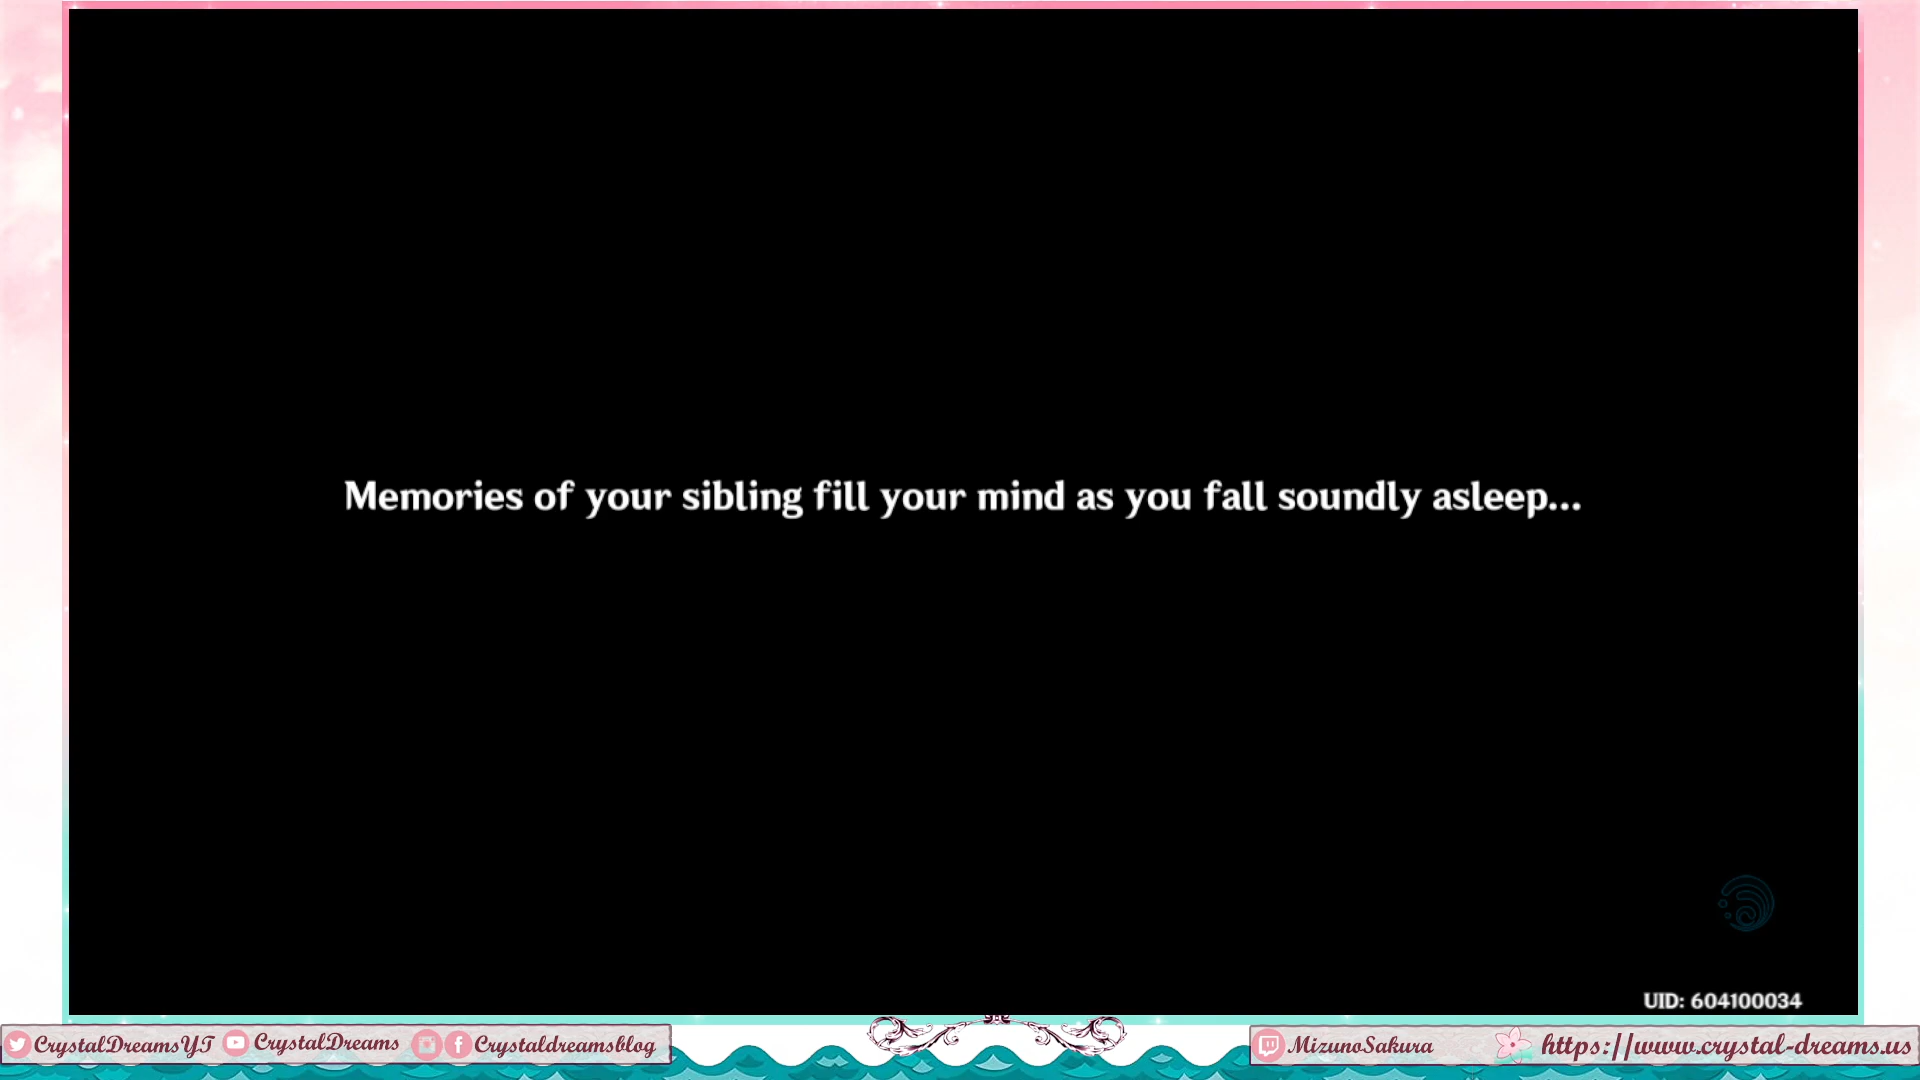 Memories of your sibling fill your mind as you fall soundly asleep...
UID: 604100034
CrystalDreamsYT CrystalDreams Crystaldreamsblog MizunoSakura https://www.crystal-dreams.us